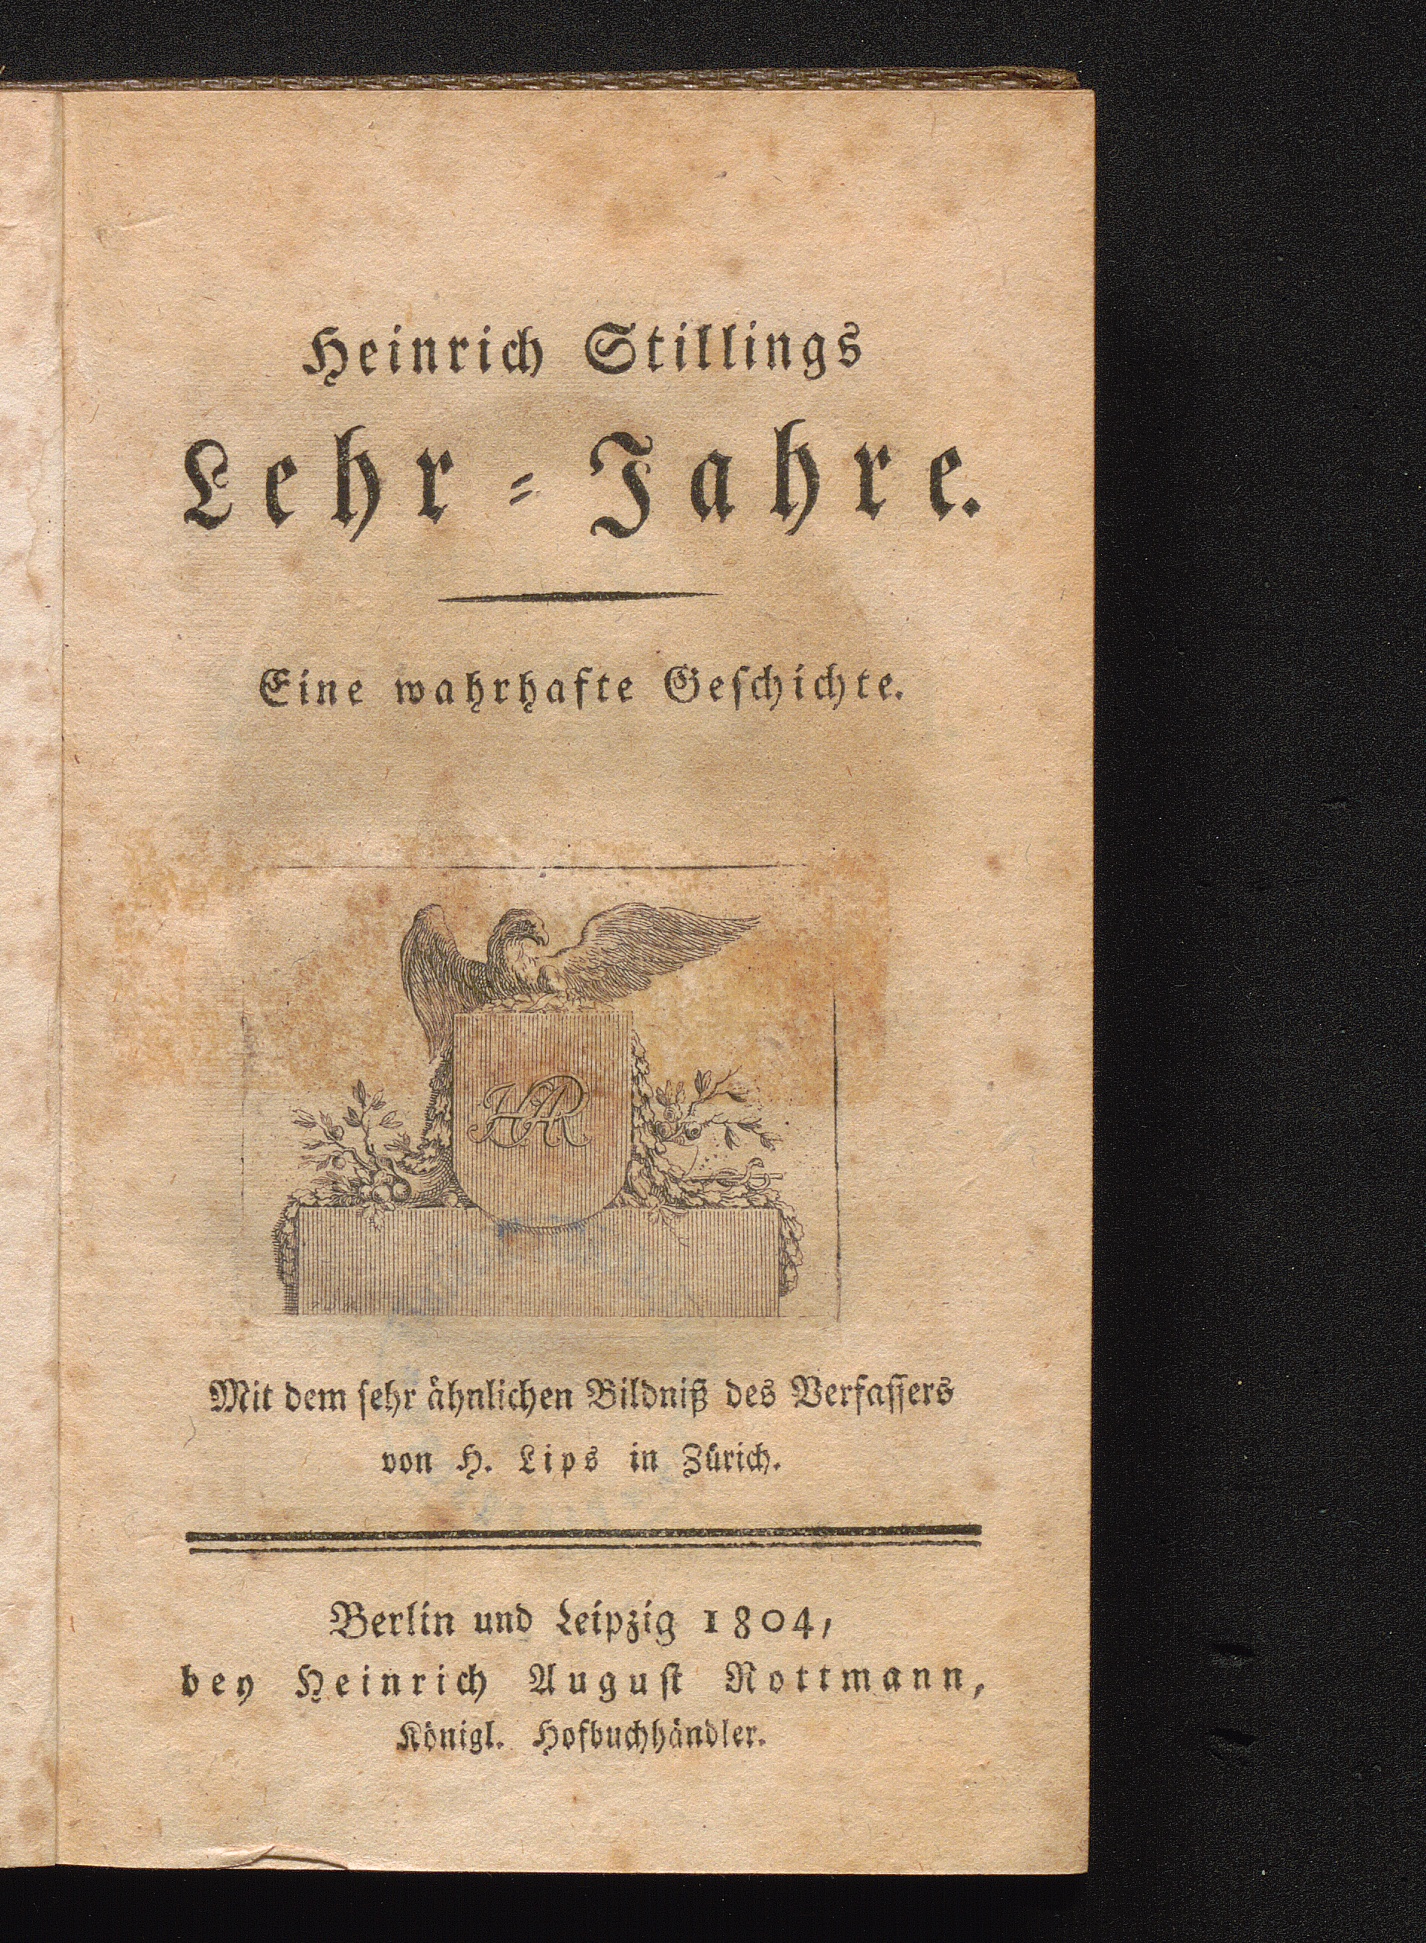 Heinrich Stillings
Lehr-Jahre.
Eine wahrhafte Geschichte.
HAR
Mit dem sehr ähnlichen Bildniß des Verfassers
von H. Lips in Zürich.
Berlin und Leipzig 1804,
bey Heinrich August Rottmann,
Königl. Hofbuchhändler.